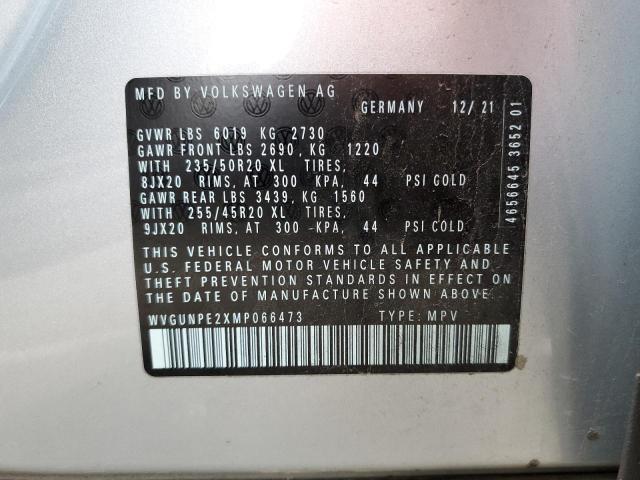 MFD BY VOLKSWAGEN AG
GERMANY 12/21
GVWR LBS 6019 KG 2730
GAWR FRONT LBS 2690, KG 1220
WITH 235/50R20 XL TIRES,
8JX20 RIMS, AT 300 KPA, 44 PSI COLD
GAWR REAR LBS 3439, KG 1560
WITH 255/45R20 XL TIRES,
9JX20 RIMS, AT 300 KPA, 44 PSI COLD
THIS VEHICLE CONFORMS TO ALL APPLICABLE
U.S. FEDERAL MOTOR VEHICLE SAFETY AND
THEFT PREVENTION STANDARDS IN EFFECT ON
THE DATE OF MANUFACTURE SHOWN ABOVE.
WVGUNPE2XMP066473 TYPE: MPV
4656645 3652 01